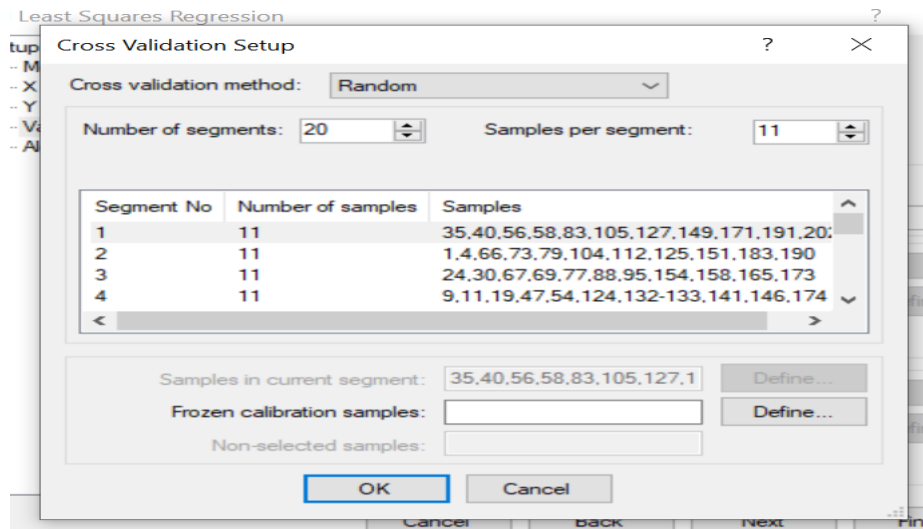 Least Squares Regression ?
Cross Validation Setup ?
Cross validation method: Random
Number of segments: 20 Samples per segment: 11
Segment No Number of samples Samples
1 11 35,40,56,58,83,105,127,149,171,191,202
2 11 1,4,66,73,79,104,112,125,151,183,190
3 11 24,30,67,69,77,88,95,154,158,165,173
4 11 9,11,19,47,54,124,132-133,141,146,174
Samples in current segment: 35,40,56,58,83,105,127,1 Define...
Frozen calibration samples: Define...
Non-selected samples:
OK Cancel
Cancel Back Next Fin